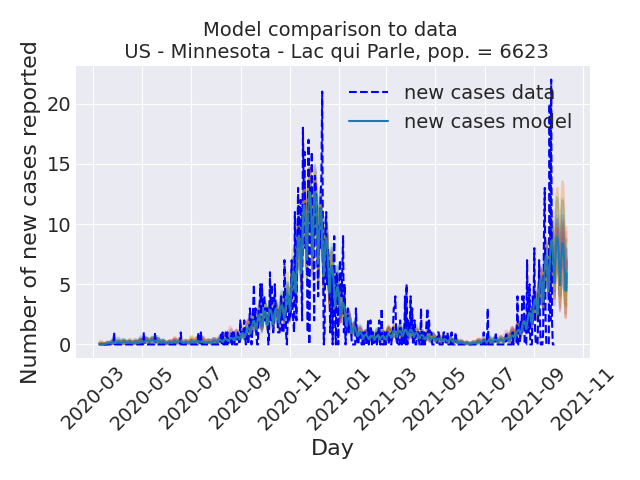 Model comparison to data
US - Minnesota - Lac qui Parle, pop. = 6623
Number of new cases reported
20
15
10
5
0
new cases data
new cases model
2020-03
2020-05
2020-07
2020-09
2020-11
2021-01
2021-03
2021-05
2021-07
2021-09
2021-11
Day